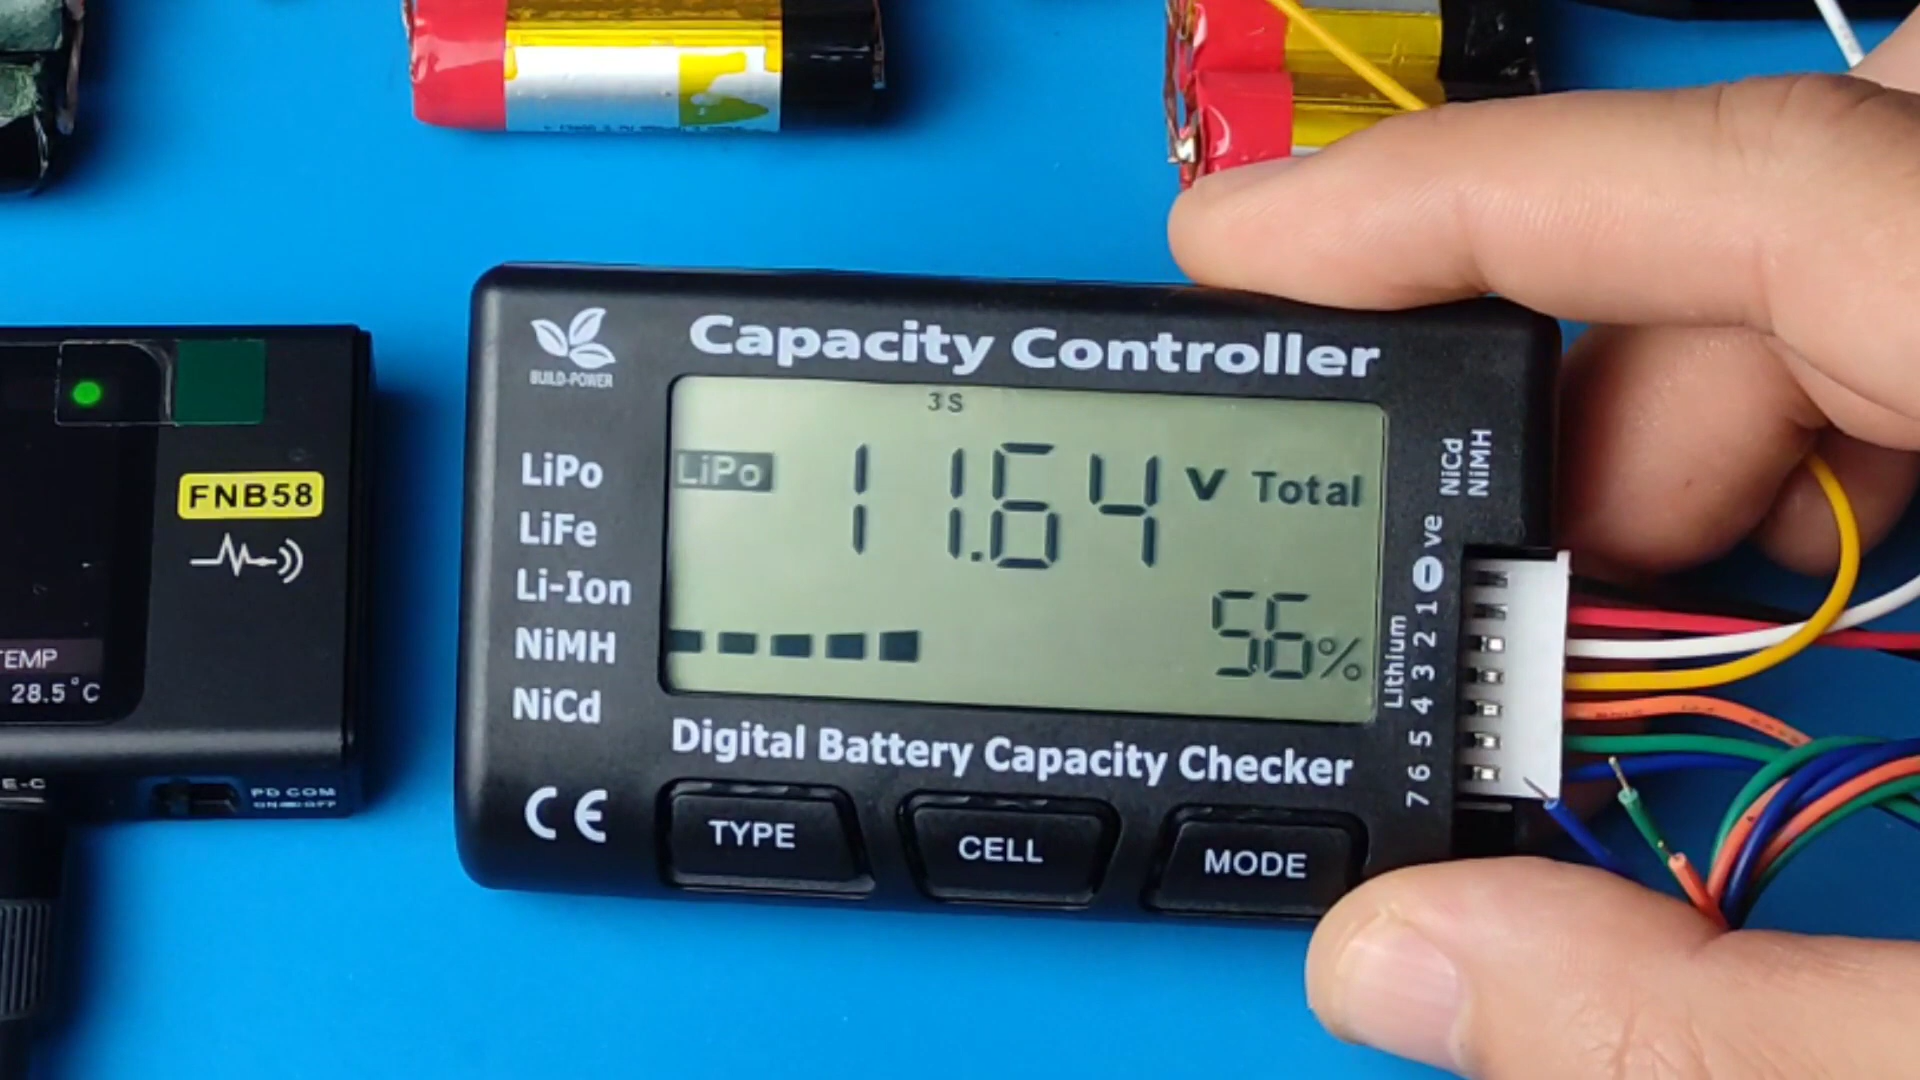 BUILD-POWER
Capacity Controller
3S
LiPo 11.64 v Total
56%
LiPo
LiFe
Li-Ion
NiMH
NiCd
NiCd
NiMH
Lithium
7 6 5 4 3 2 1 ve
Digital Battery Capacity Checker
CE
TYPE
CELL
MODE
FNB58
TEMP
28.5°C
E-C
PD COM
ON OFF